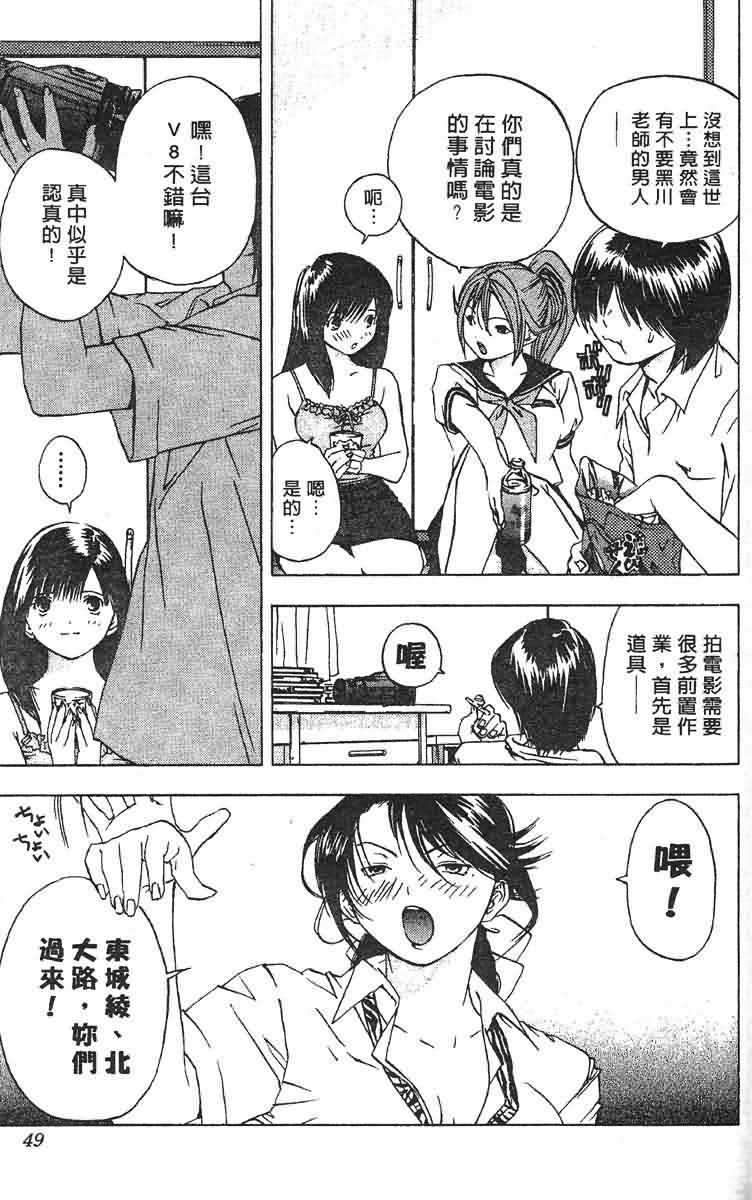 沒想到這世
上…竟然會
有不要黑川
老師的男人
——
你們真的是
在討論電影
的事情嗎？
呃…
嗯…
是的…
拍電影需要
很多前置作
業，首先是
道具——
喔
嘿！這台
V8不錯嘛！
真中似乎是
認真的！
……
喂！
東城綾、北
大路，妳們
過來！
ちょい
ちょい
49